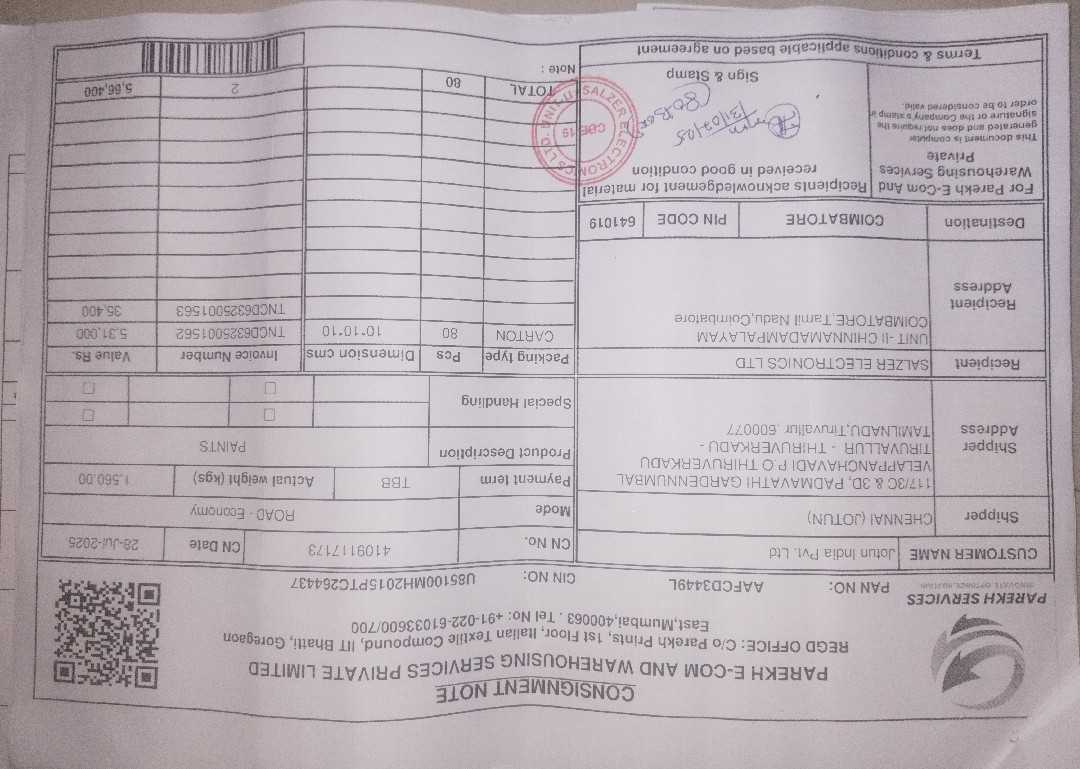 CONSIGNMENT NOTE
PAREKH E-COM AND WAREHOUSING SERVICES PRIVATE LIMITED
REGD OFFICE: C/o Parekh Prints, 1st Floor, Italian Textile Compound, IIT Bhatti, Goregaon
East,Mumbai,400063 . Tel No: +91-022-61033600/700
PAREKH SERVICES
PAN NO: AAFCD3449L CIN NO: U85100MH2015PTC264437
CUSTOMER NAME Jotun India Pvt. Ltd
Shipper CHENNAI (JOTUN)
Shipper Address
117/3C & 3D, PADMAVATHI GARDENNUMBAL
VELAPPANCHAVADI P.O THIRUVERKADU
TIRUVALLUR - THIRUVERKADU -
TAMILNADU,Tiruvallur ,600077
Recipient SALZER ELECTRONICS LTD
Recipient Address
UNIT -II CHINNAMADAMPALAYAM
COIMBATORE,Tamil Nadu,Coimbatore
Destination COIMBATORE PIN CODE 641019
For Parekh E-Com And
Warehousing Services
Private
This document is computer
generated and does not requires the
signature or the Company's stamp in
order to be considered valid.
Recipients acknowledgement for material
received in good condition
31/07/25
SALZER ELECTRONICS LTD. UNIT-II
CBE-19
Sign & Stamp
Terms & conditions applicable based on agreement
CN No. 4109117173 CN Date 28-Jul-2025
Mode ROAD - Economy
Payment term TBB Actual weight (kgs) 1,560.00
Product Description PAINTS
Special Handling
Packing type Pcs Dimension cms Invoice Number Value Rs.
CARTON 80 10*10*10 TNCD6325001562 5,31,000
TNCD6325001563 35,400
TOTAL 80 2 5,66,400
Note :